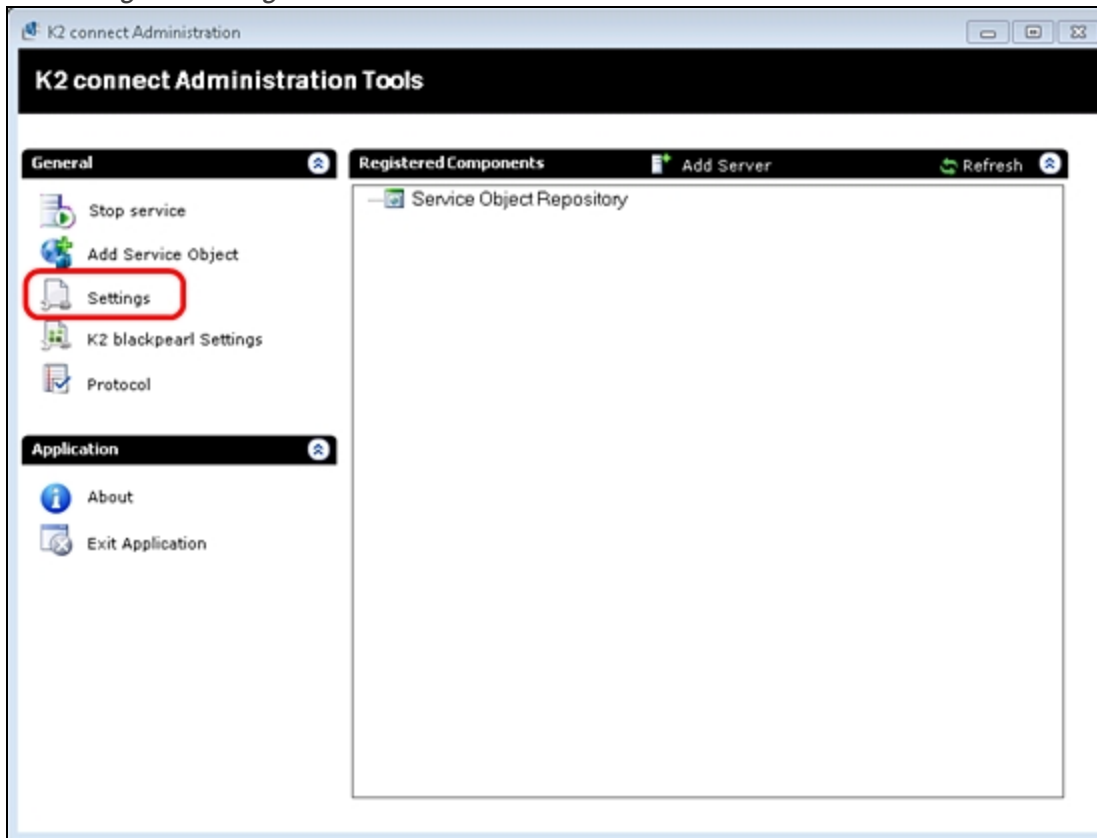 K2 connect Administration
K2 connect Administration Tools
General
Stop service
Add Service Object
Settings
K2 blackpearl Settings
Protocol
Application
About
Exit Application
Registered Components
Add Server
Refresh
Service Object Repository